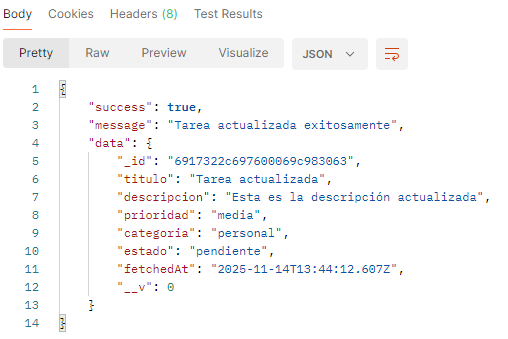 Body Cookies Headers (8) Test Results
Pretty Raw Preview Visualize JSON
1 {
2 "success": true,
3 "message": "Tarea actualizada exitosamente",
4 "data": {
5 "_id": "6917322c697600069c983063",
6 "titulo": "Tarea actualizada",
7 "descripcion": "Esta es la descripción actualizada",
8 "prioridad": "media",
9 "categoria": "personal",
10 "estado": "pendiente",
11 "fetchedAt": "2025-11-14T13:44:12.607Z",
12 "__v": 0
13 }
14 }